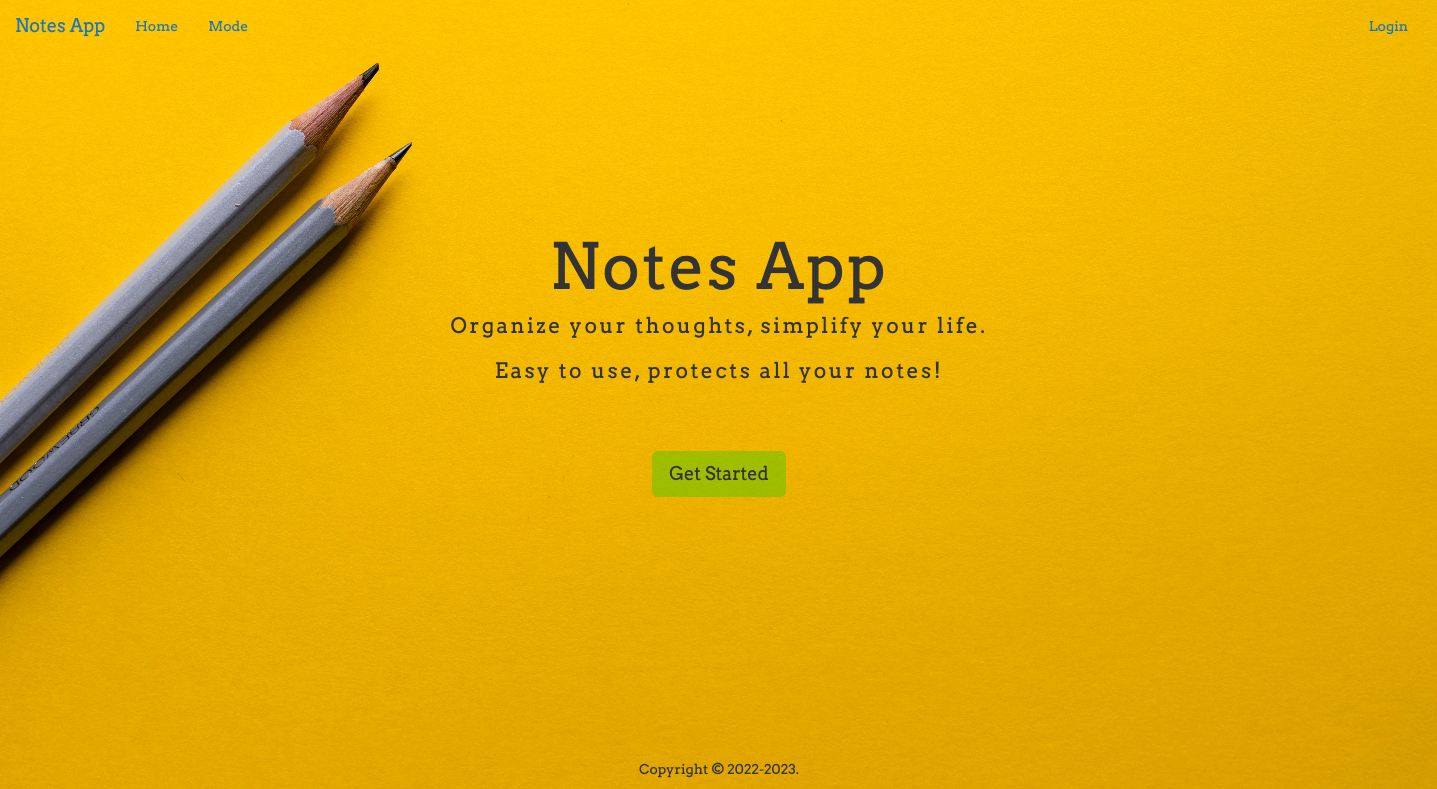 Notes App Home Mode Login
Notes App
Organize your thoughts, simplify your life.
Easy to use, protects all your notes!
Get Started
Copyright © 2022-2023.